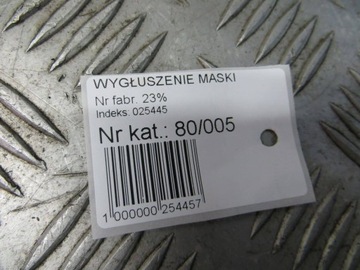 WYGŁUSZENIE MASKI
Nr fabr. 23%
Indeks: 025445
Nr kat.: 80/005
1 000000 254457